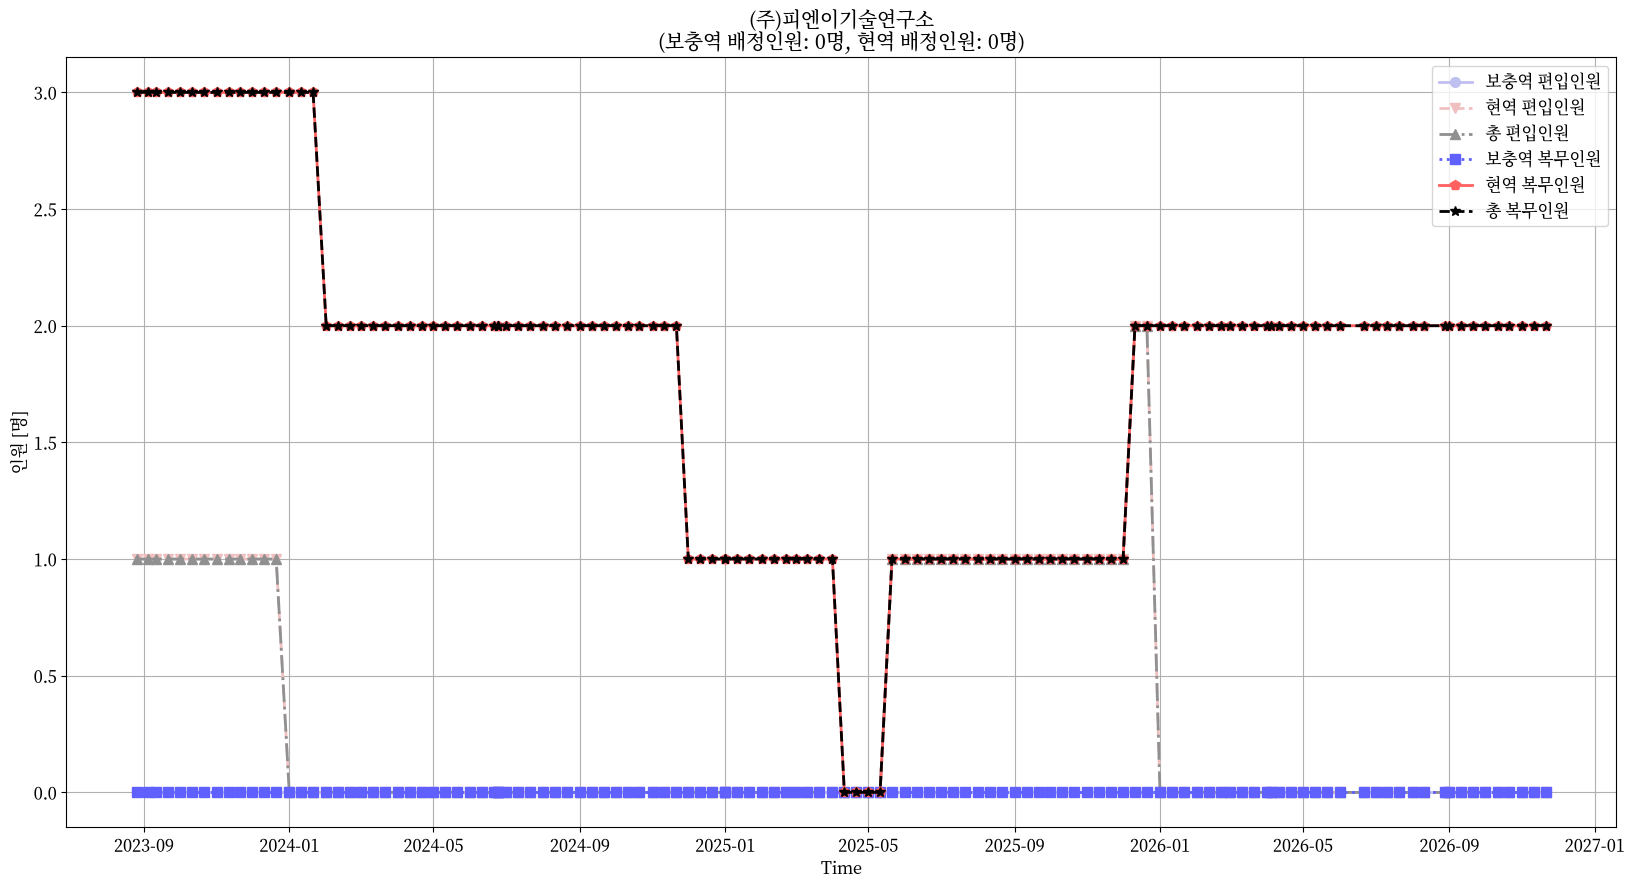 (주)피엔이기술연구소
(보충역 배정인원: 0명, 현역 배정인원: 0명)
보충역 편입인원
현역 편입인원
총 편입인원
보충역 복무인원
현역 복무인원
총 복무인원
인원 [명]
3.0
2.5
2.0
1.5
1.0
0.5
0.0
2023-09
2024-01
2024-05
2024-09
2025-01
2025-05
2025-09
2026-01
2026-05
2026-09
2027-01
Time